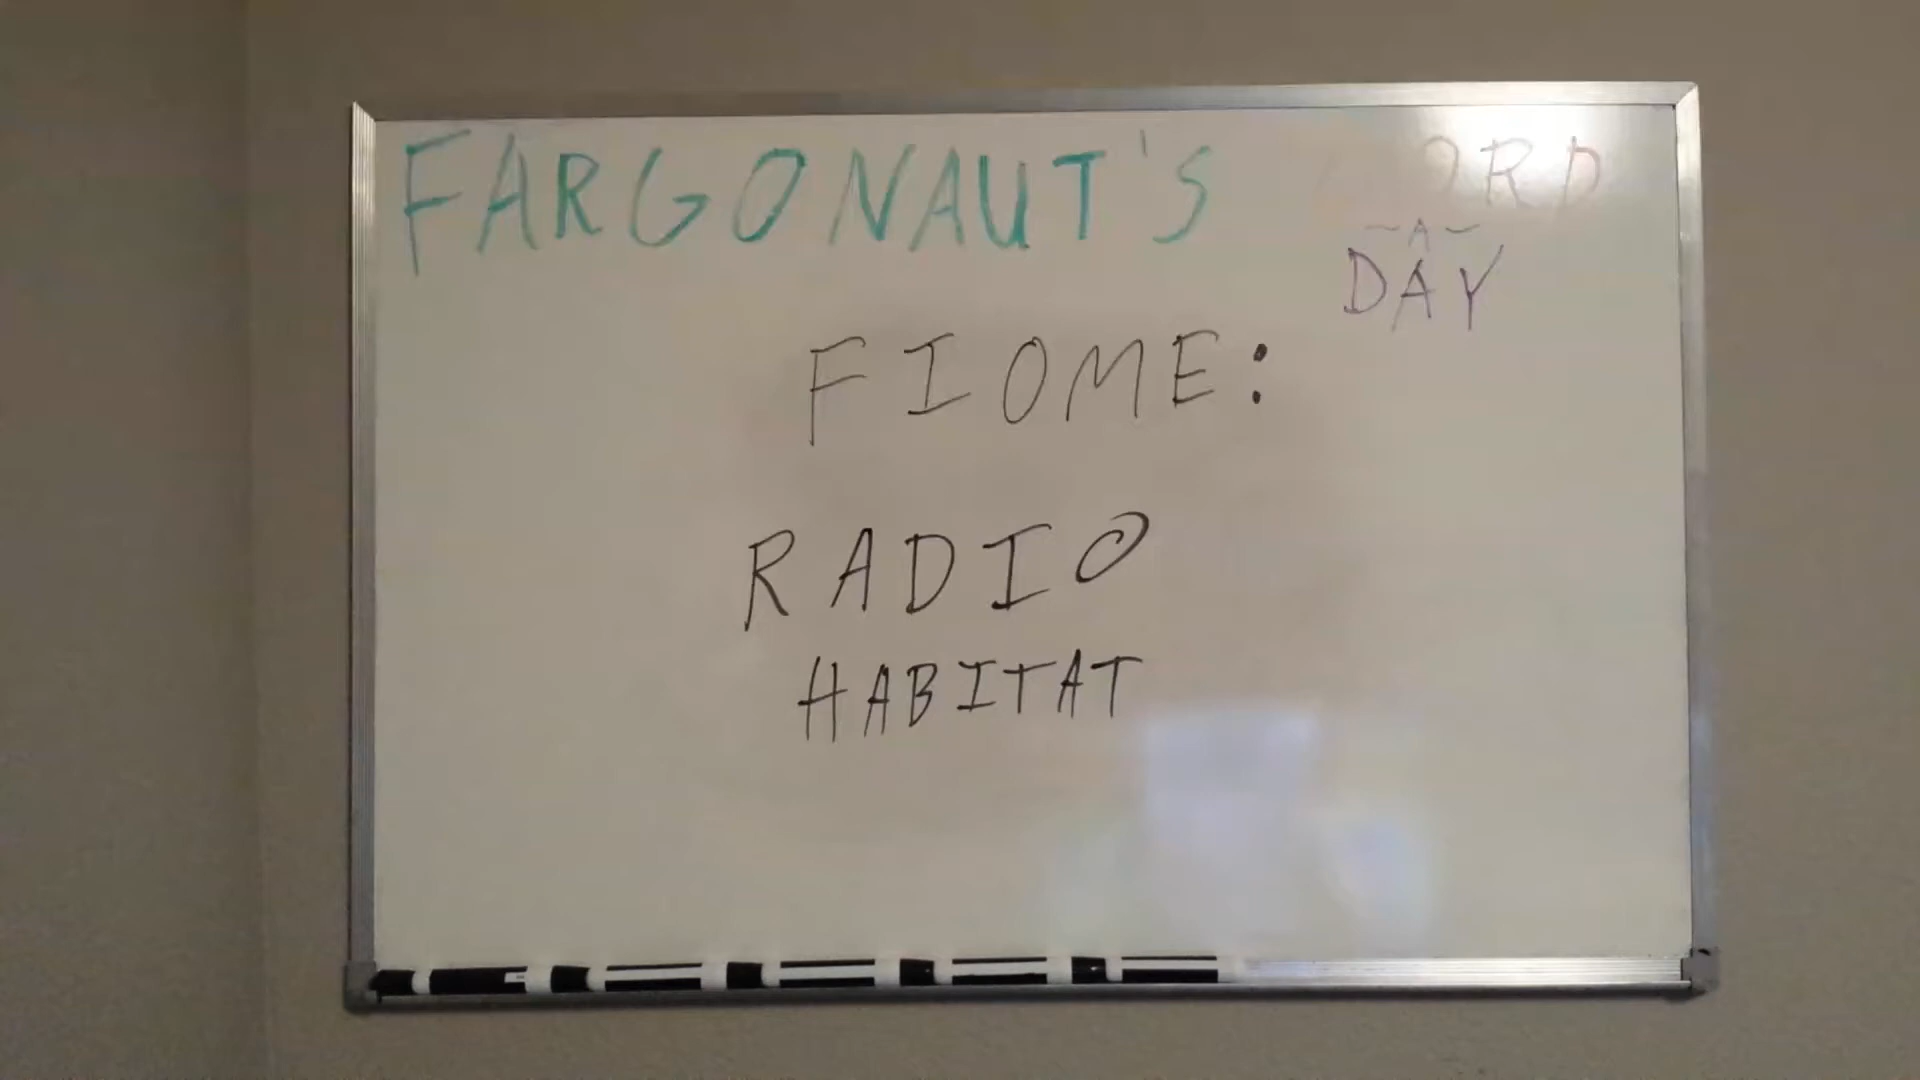 FARGONAUT'S
~A~
DAY
FIOME:
RADIO
HABITAT